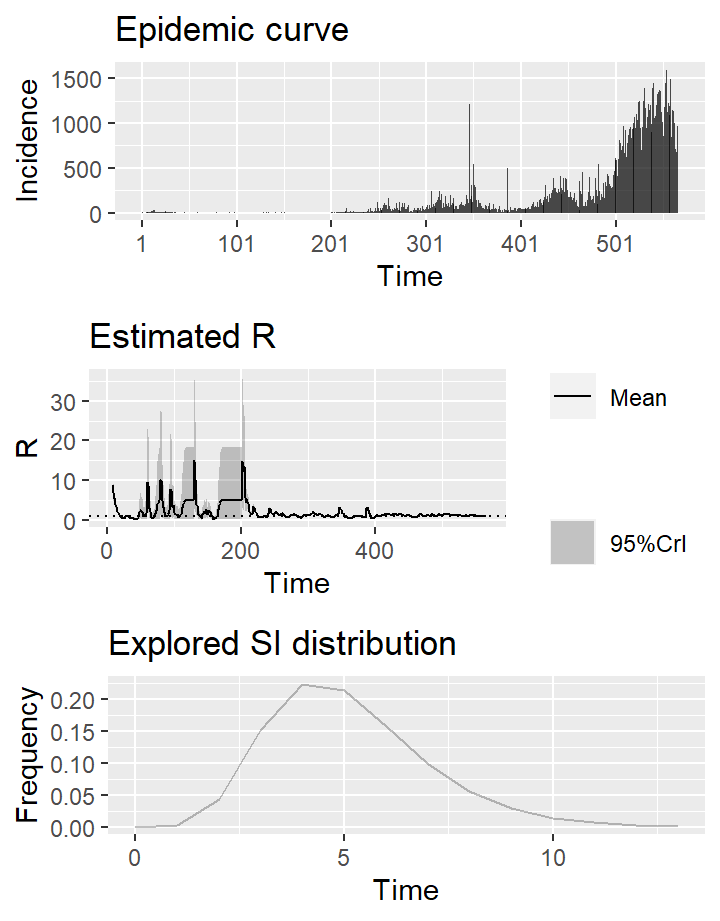 Epidemic curve
Incidence
1500
1000
500
0
1 101 201 301 401 501
Time
Estimated R
R
30
20
10
0
0 200 400
Time
Mean
95%CrI
Explored SI distribution
Frequency
0.20
0.15
0.10
0.05
0.00
0 5 10
Time